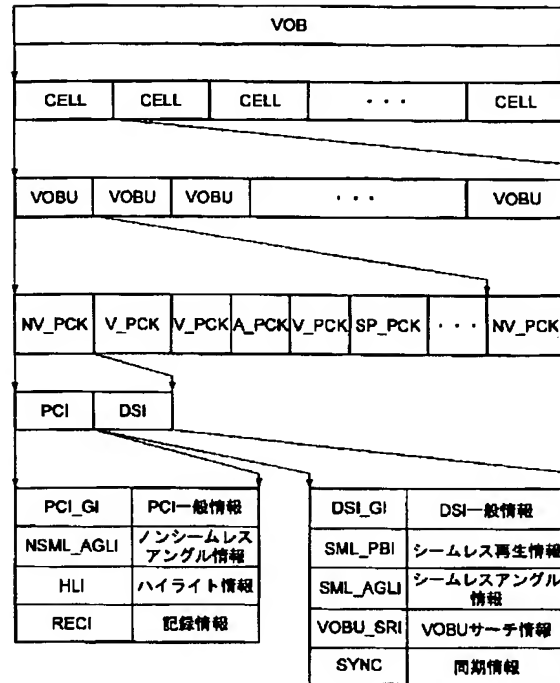 VOB
CELL CELL CELL ・・・ CELL
VOBU VOBU VOBU ・・・ VOBU
NV_PCK V_PCK V_PCK A_PCK V_PCK SP_PCK ・・・ NV_PCK
PCI DSI
PCI_GI PCI一般情報
NSML_AGLI ノンシームレス
アングル情報
HLI ハイライト情報
RECI 記録情報
DSI_GI DSI一般情報
SML_PBI シームレス再生情報
SML_AGLI シームレスアングル
情報
VOBU_SRI VOBUサーチ情報
SYNC 同期情報